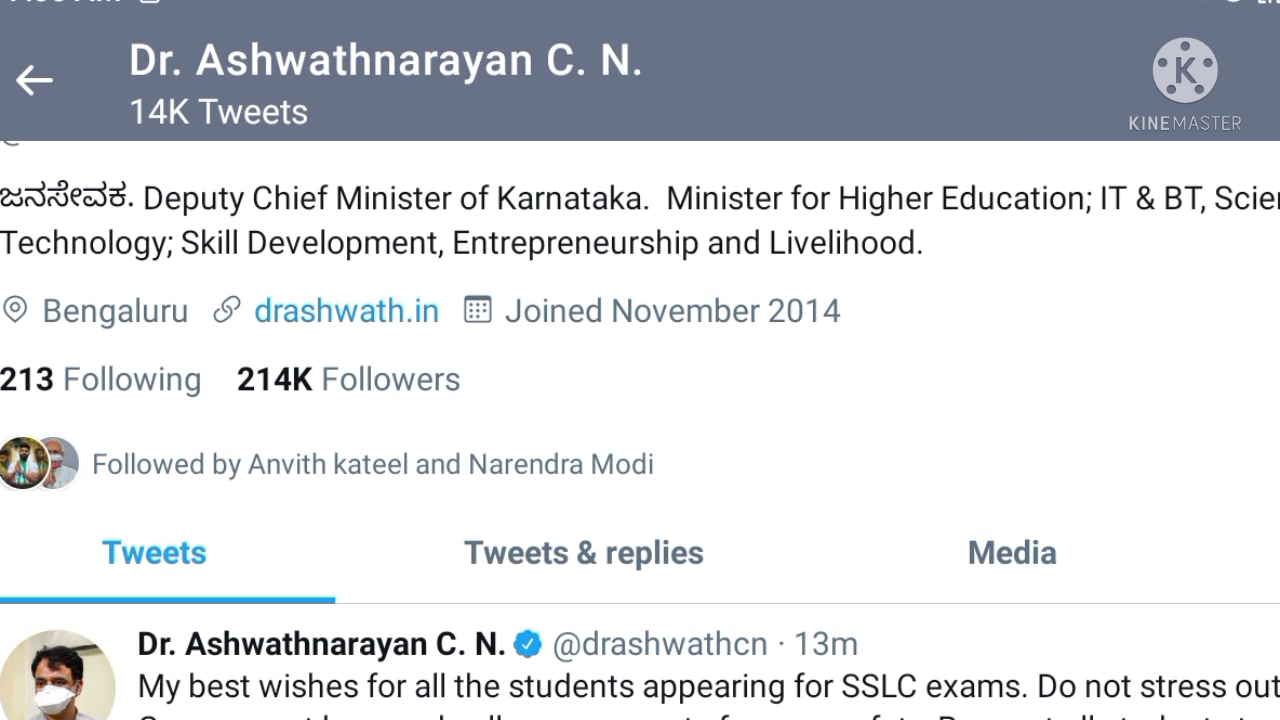 Dr. Ashwathnarayan C. N.
14K Tweets
KINEMASTER
ಜನಸೇವಕ. Deputy Chief Minister of Karnataka.  Minister for Higher Education; IT & BT,
Technology; Skill Development, Entrepreneurship and Livelihood.
Bengaluru drashwath.in Joined November 2014
213 Following 214K Followers
Followed by Anvith kateel and Narendra Modi
Tweets Tweets & replies Media
Dr. Ashwathnarayan C. N. @drashwathcn · 13m
My best wishes for all the students appearing for SSLC exams. Do not stress out